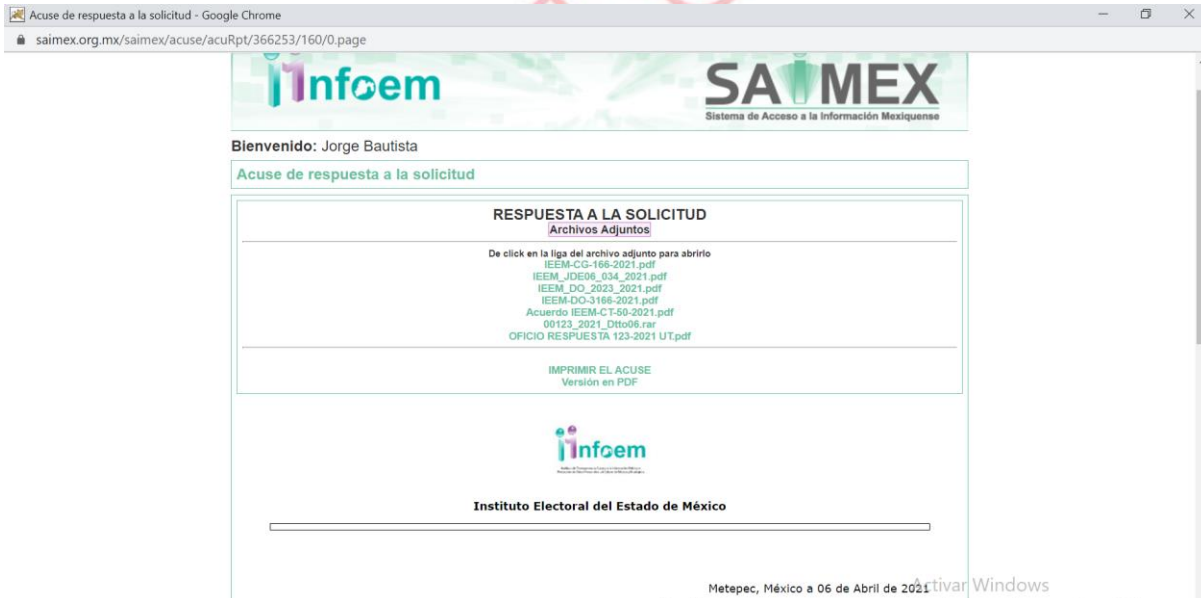 Acuse de respuesta a la solicitud - Google Chrome
saimex.org.mx/saimex/acuse/acuRpt/366253/160/0.page
infoem
SAIMEX
Sistema de Acceso a la Información Mexiquense
Bienvenido: Jorge Bautista
Acuse de respuesta a la solicitud
RESPUESTA A LA SOLICITUD
Archivos Adjuntos
De click en la liga del archivo adjunto para abrirlo
IEEM-CG-166-2021.pdf
IEEM_JDE06_034_2021.pdf
IEEM_DO_2023_2021.pdf
IEEM-DO-3166-2021.pdf
Acuerdo IEEM-CT-50-2021.pdf
00123_2021_Dtto06.rar
OFICIO RESPUESTA 123-2021 UT.pdf
IMPRIMIR EL ACUSE
Versión en PDF
infoem
Instituto Electoral del Estado de México
Metepec, México a 06 de Abril de 2021
Activar Windows